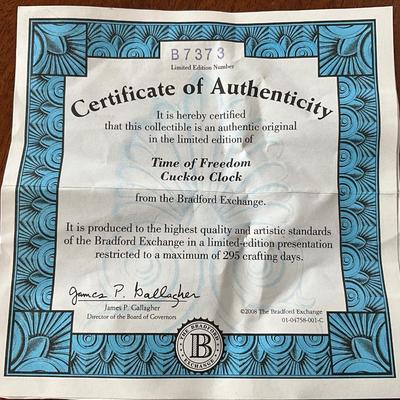 B7373
Limited Edition Number
Certificate of Authenticity
It is hereby certified
that this collectible is an authentic original
in the limited edition of
Time of Freedom
Cuckoo Clock
from the Bradford Exchange.
It is produced to the highest quality and artistic standards
of the Bradford Exchange in a limited-edition presentation
restricted to a maximum of 295 crafting days.
James P. Gallagher
James P. Gallagher
Director of the Board of Governors
©2008 The Bradford Exchange
01-04758-001-C
THE BRADFORD
B
EXCHANGE